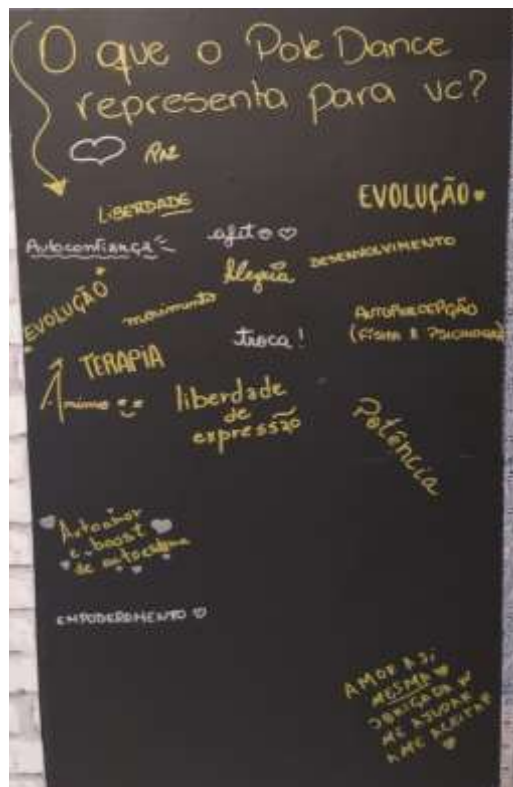 O que o Pole Dance
representa para vc?
Paz
LIBERDADE
EVOLUÇÃO
Autoconfiança
afeto
DESENVOLVIMENTO
Alegria
EVOLUÇÃO
movimento
AUTOPERCEPÇÃO
(FÍSICA E PSICOLÓGICA)
troca!
TERAPIA
Ânimo
liberdade
de
expressão
Potência
Autoamor
e boost
de autoestima
EMPODERAMENTO
AMOR A SI
MESMA
OBRIGADA P/
ME AJUDAR
A ME ACEITAR